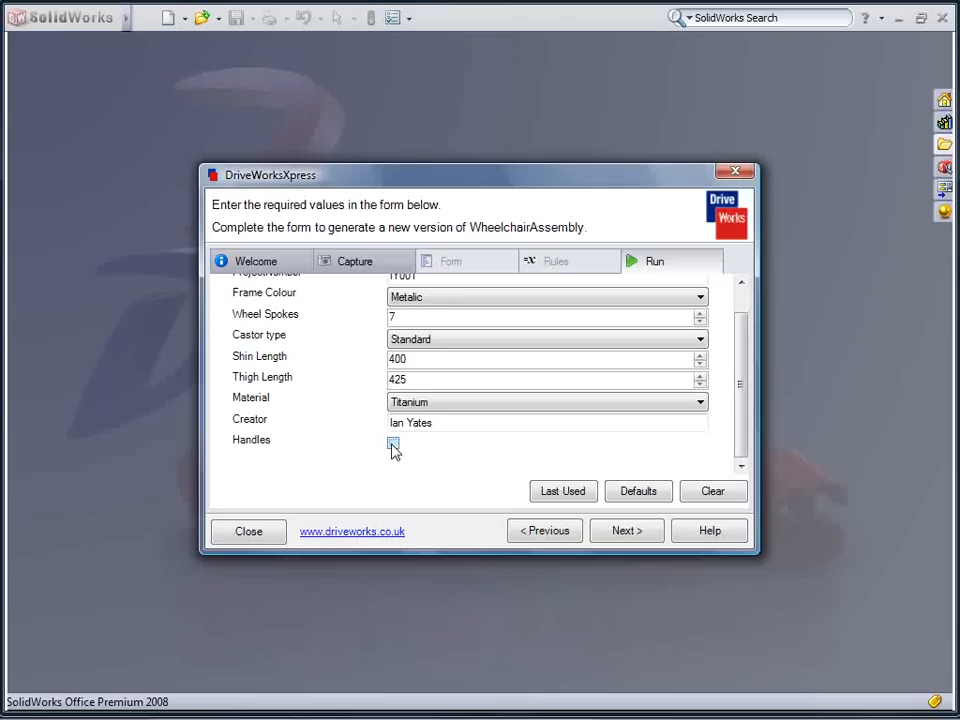 SolidWorks
SolidWorks Search
?
DriveWorksXpress
Enter the required values in the form below.
Complete the form to generate a new version of WheelchairAssembly.
Drive
Works
Welcome
Capture
Form
Rules
Run
ProjectNumber IY001
Frame Colour Metalic
Wheel Spokes 7
Castor type Standard
Shin Length 400
Thigh Length 425
Material Titanium
Creator Ian Yates
Handles
Last Used Defaults Clear
Close www.driveworks.co.uk < Previous Next > Help
SolidWorks Office Premium 2008